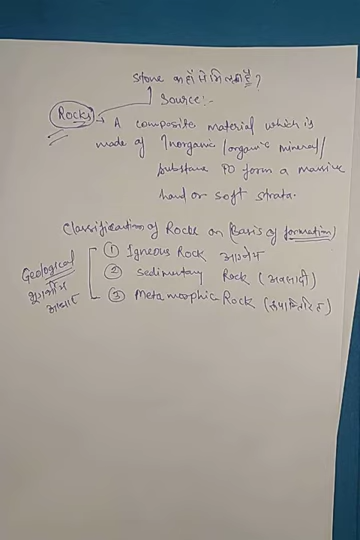 Stone कहाँ से मिलता है?
Source:-
Rocks → A composite material which is
made of Inorganic/organic mineral/
substance to form a massive
hard or soft strata.
Classification of Rocks on (Basis of formation)
Geological
भूगर्भीय
आधार
① Igneous Rock आग्नेय
② Sedimentary Rock (अवसादी)
③ Metamorphic Rock (रूपान्तरित)